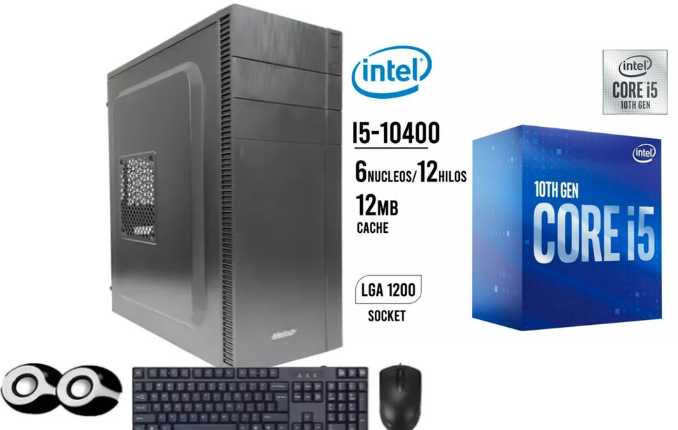 intel
intel
CORE i5
10TH GEN
I5-10400
6NUCLEOS/12HILOS
12MB
CACHE
LGA 1200
SOCKET
intel
10TH GEN
CORE i5